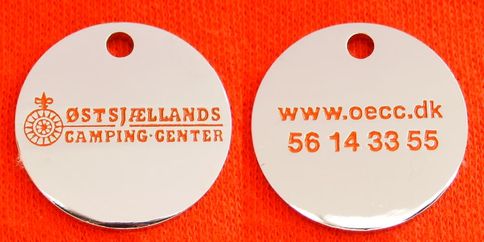 ØSTSJÆLLANDS
CAMPING·CENTER
www.oecc.dk
56 14 33 55